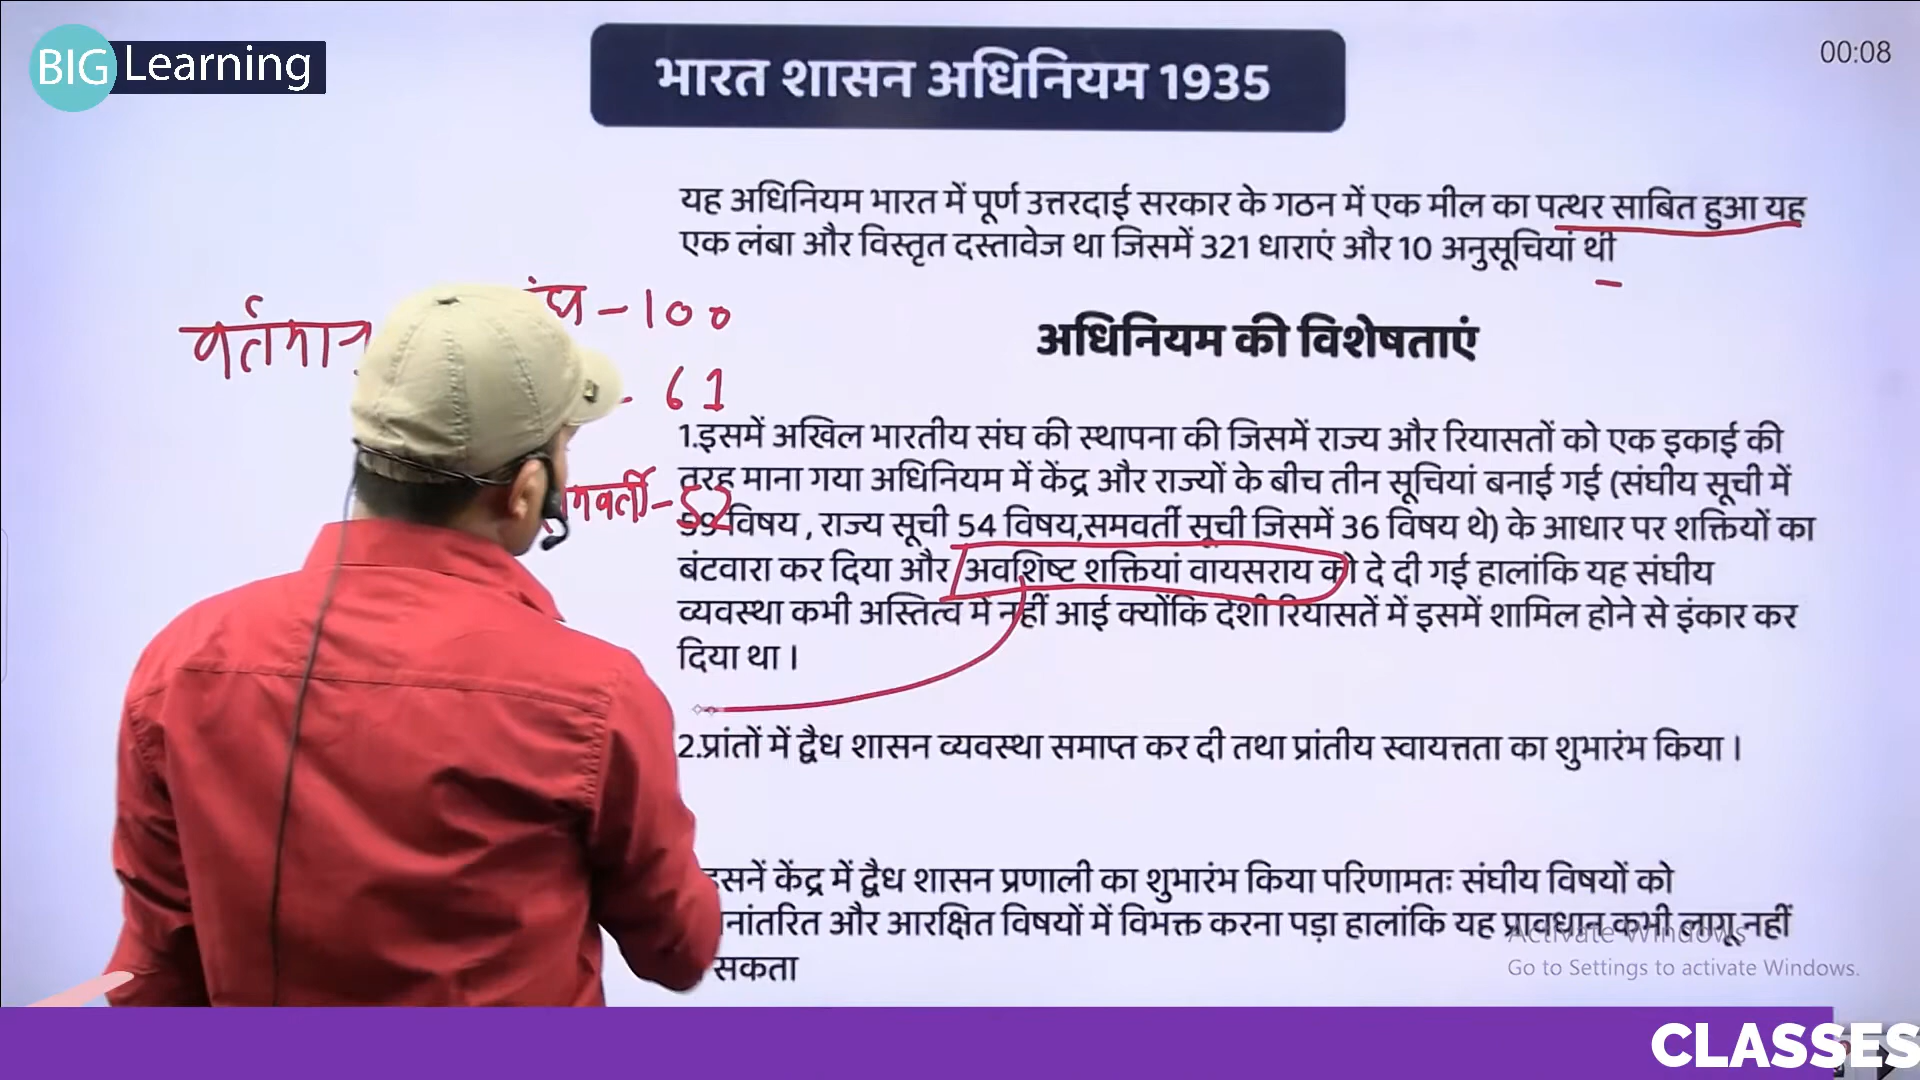 BIG Learning
भारत शासन अधिनियम 1935
00:08
यह अधिनियम भारत में पूर्ण उत्तरदाई सरकार के गठन में एक मील का पत्थर साबित हुआ यह
एक लंबा और विस्तृत दस्तावेज था जिसमें 321 धाराएं और 10 अनुसूचियां थी
100
अधिनियम की विशेषताएं
61
1.इसमें अखिल भारतीय संघ की स्थापना की जिसमें राज्य और रियासतों को एक इकाई की
तरह माना गया अधिनियम में केंद्र और राज्यों के बीच तीन सूचियां बनाई गई (संघीय सूची में
52
59 विषय , राज्य सूची 54 विषय,समवर्ती सूची जिसमें 36 विषय थे) के आधार पर शक्तियों का
बंटवारा कर दिया और अवशिष्ट शक्तियां वायसराय को दे दी गई हालांकि यह संघीय
व्यवस्था कभी अस्तित्व में नहीं आई क्योंकि देशी रियासतें में इसमें शामिल होने से इंकार कर
दिया था ।
2.प्रांतों में द्वैध शासन व्यवस्था समाप्त कर दी तथा प्रांतीय स्वायत्तता का शुभारंभ किया ।
केंद्र में द्वैध शासन प्रणाली का शुभारंभ किया परिणामतः संघीय विषयों को
और आरक्षित विषयों में विभक्त करना पड़ा हालांकि यह प्रावधान कभी लागू नहीं
सकता
Activate Windows
Go to Settings to activate Windows.
CLASSES